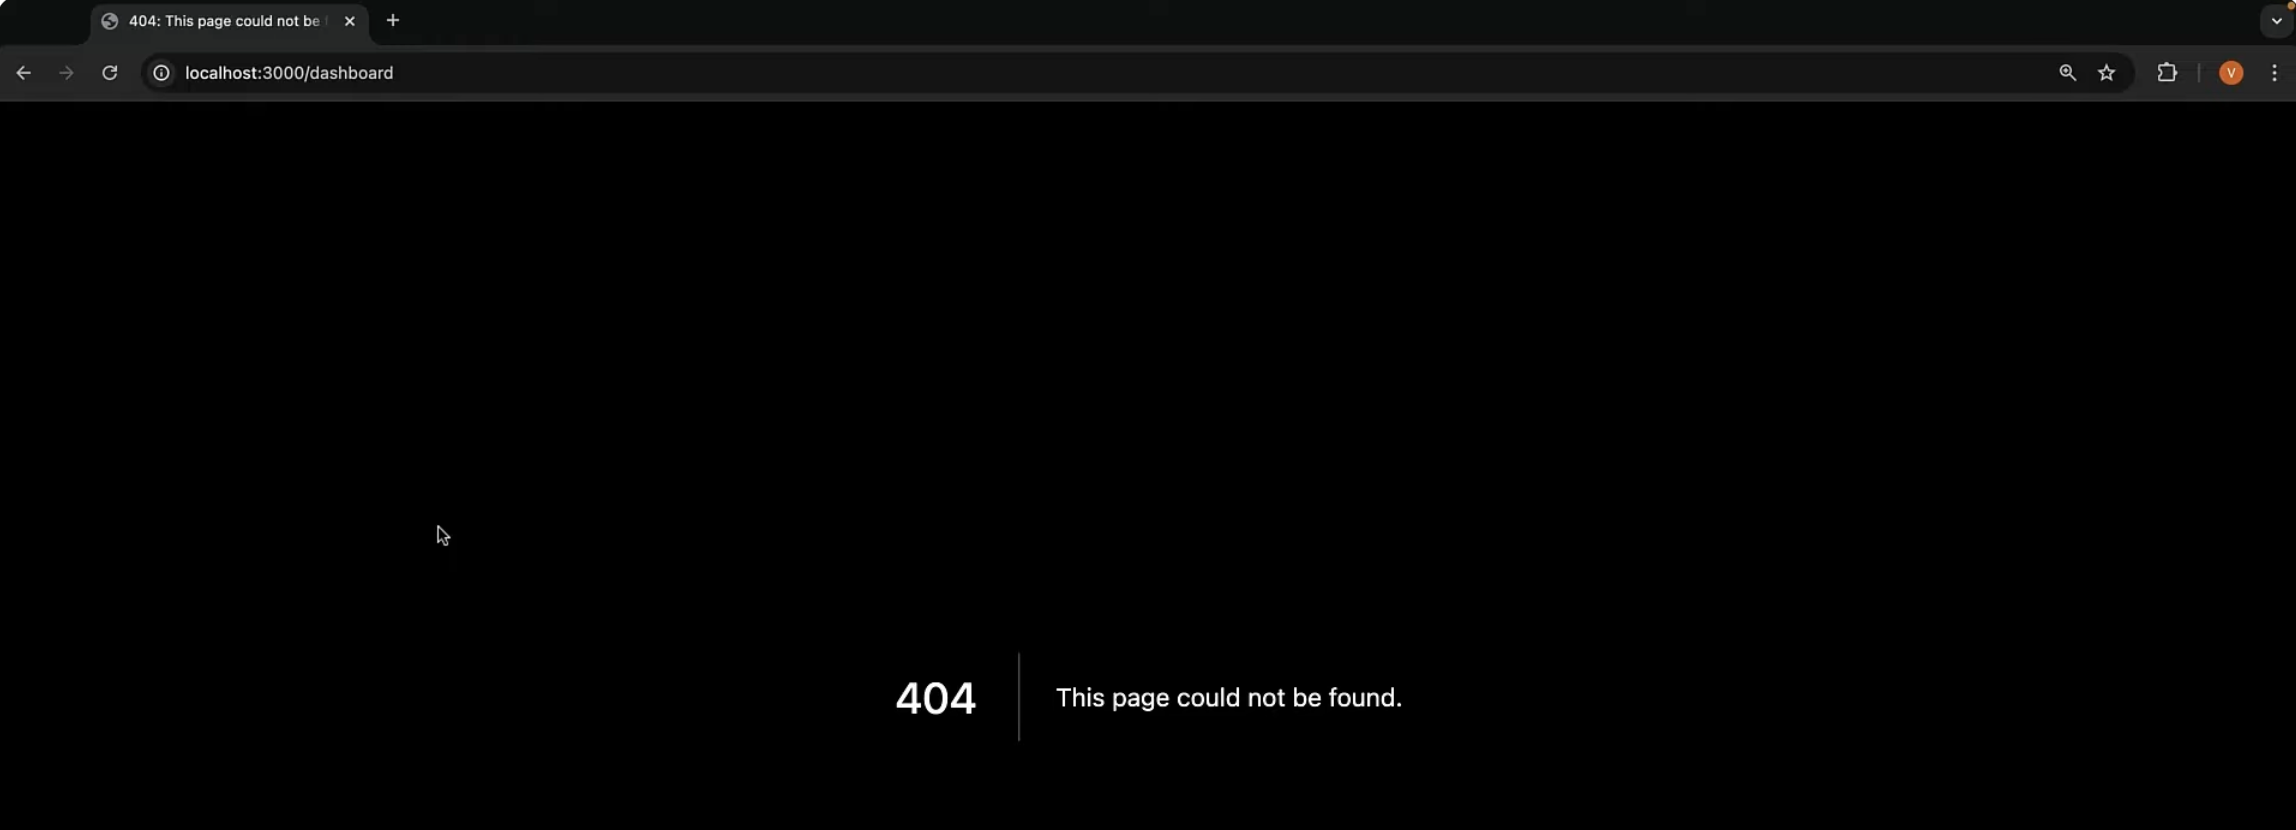 404: This page could not be
localhost:3000/dashboard
V
404
This page could not be found.